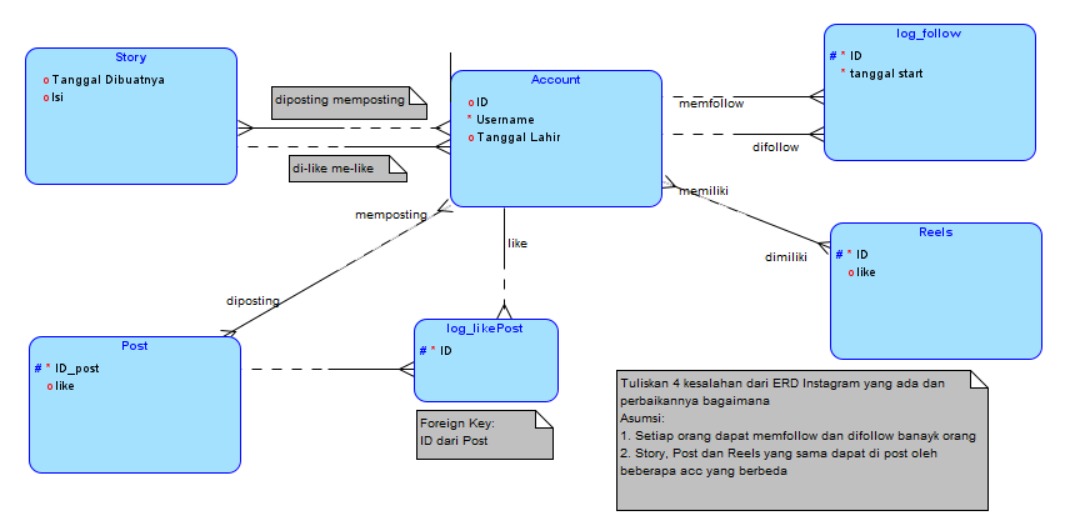 Story
o Tanggal Dibuatnya
o Isi
diposting memposting
di-like me-like
Account
o ID
* Username
o Tanggal Lahir
log_follow
# * ID
* tanggal start
memfollow
difollow
memiliki
dimiliki
Reels
# * ID
o like
memposting
diposting
like
Post
# * ID_post
o like
log_likePost
# * ID
Foreign Key:
ID dari Post
Tuliskan 4 kesalahan dari ERD Instagram yang ada dan
perbaikannya bagaimana
Asumsi:
1. Setiap orang dapat memfollow dan difollow banayk orang
2. Story, Post dan Reels yang sama dapat di post oleh
beberapa acc yang berbeda